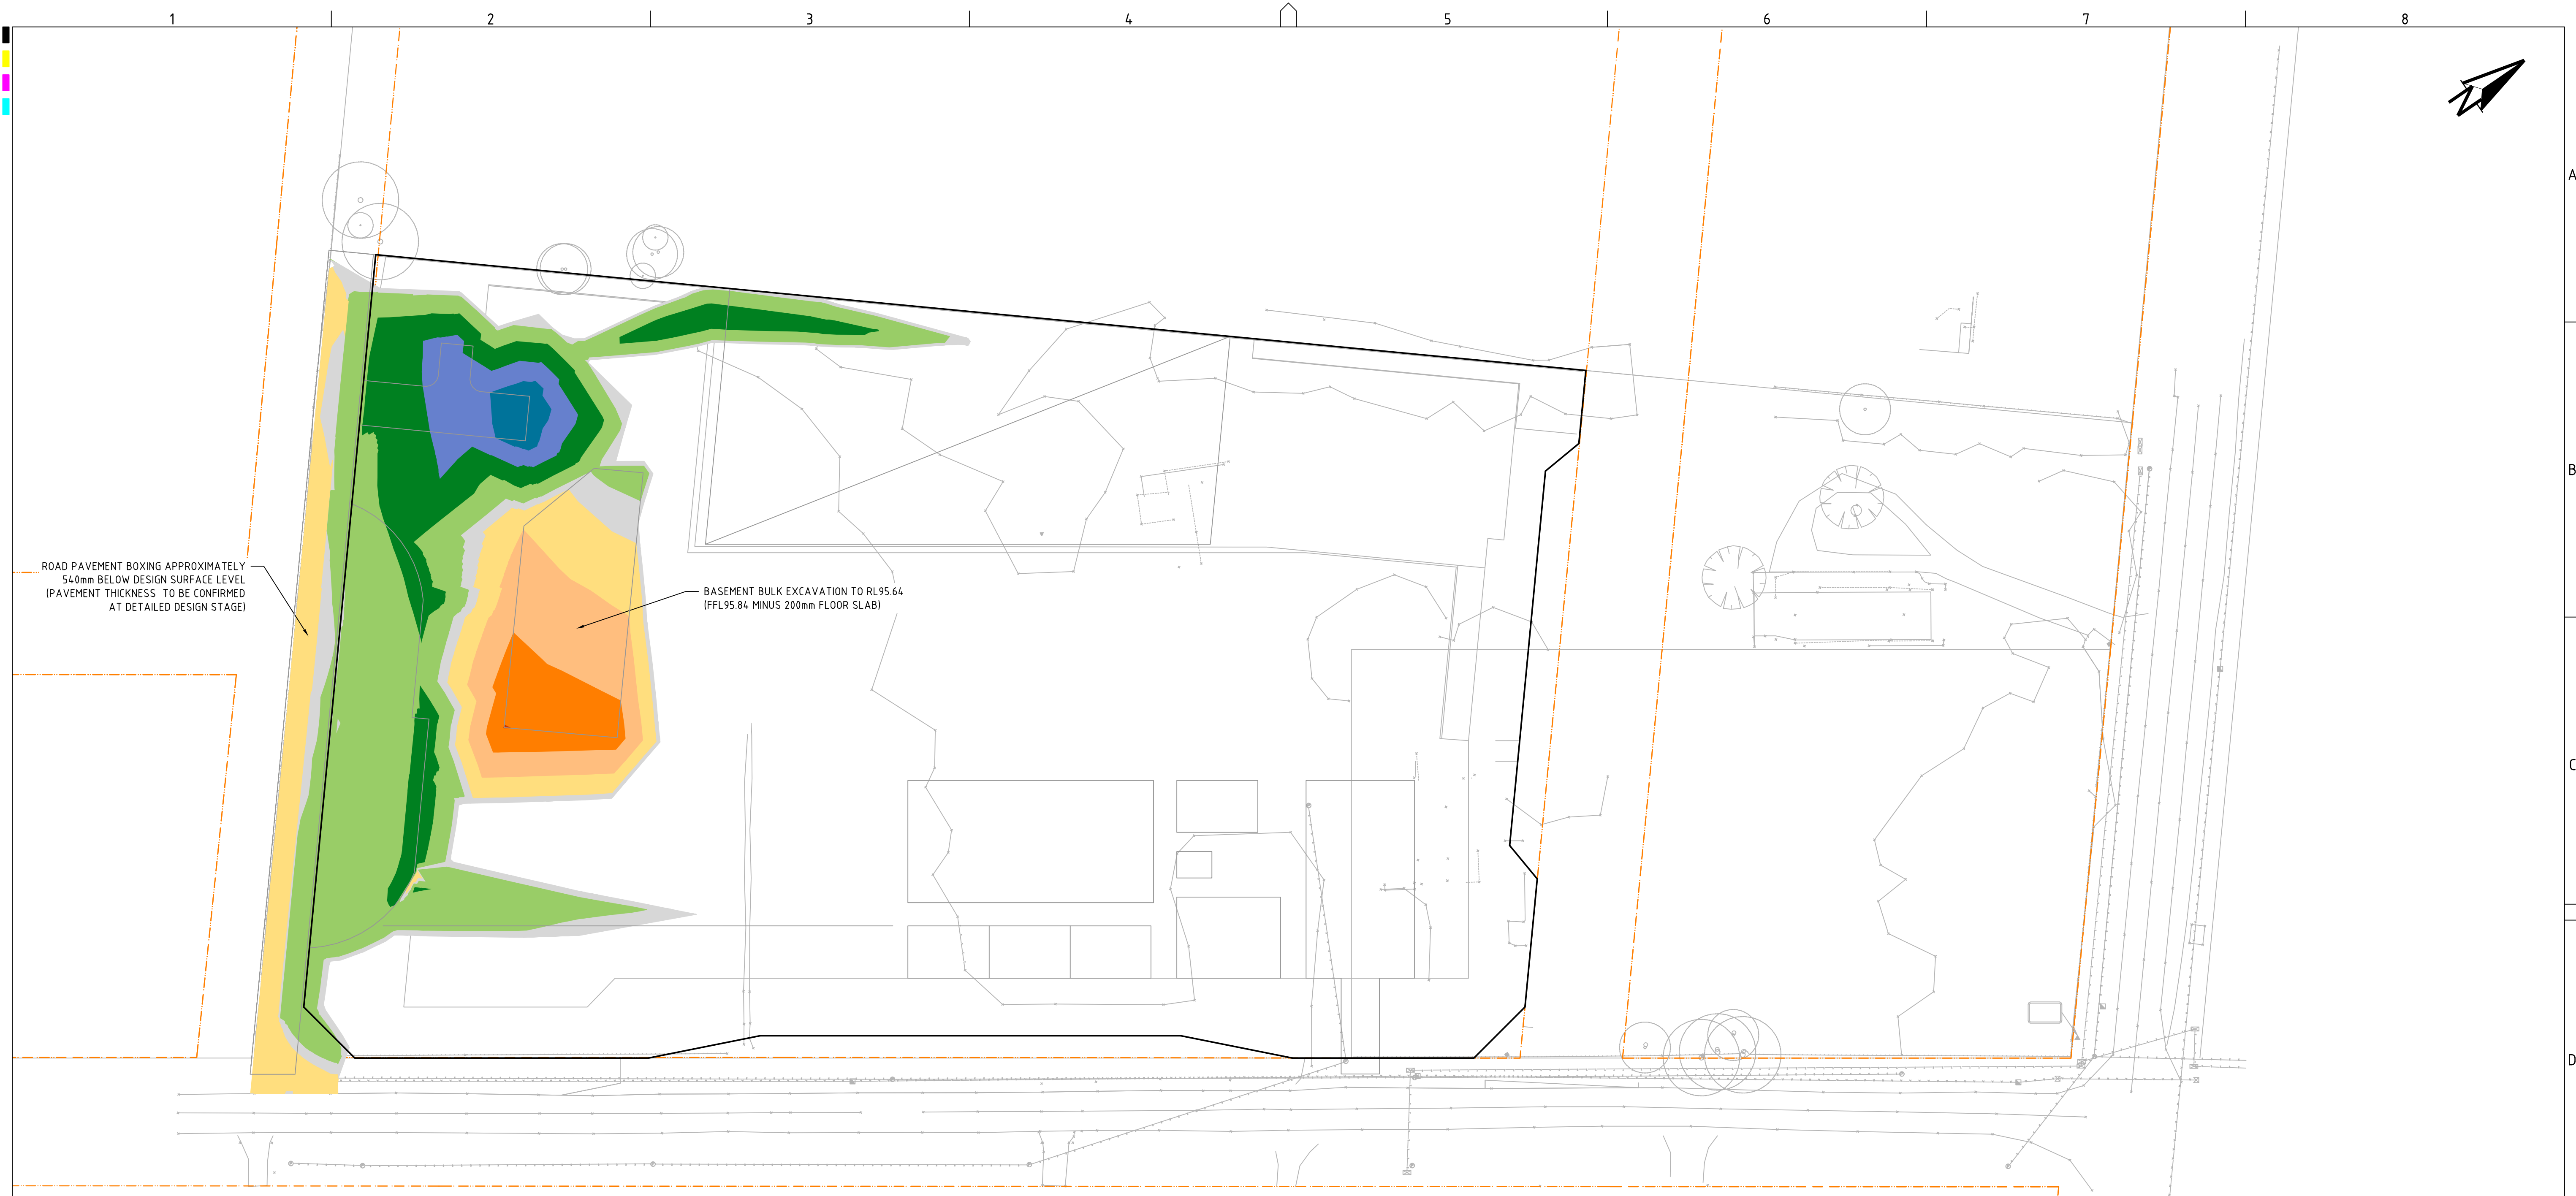 1 2 3 4 5 6 7 8
A
B
ROAD PAVEMENT BOXING APPROXIMATELY
540mm BELOW DESIGN SURFACE LEVEL
(PAVEMENT THICKNESS TO BE CONFIRMED
AT DETAILED DESIGN STAGE)
BASEMENT BULK EXCAVATION TO RL95.64
(FFL95.84 MINUS 200mm FLOOR SLAB)
C
D